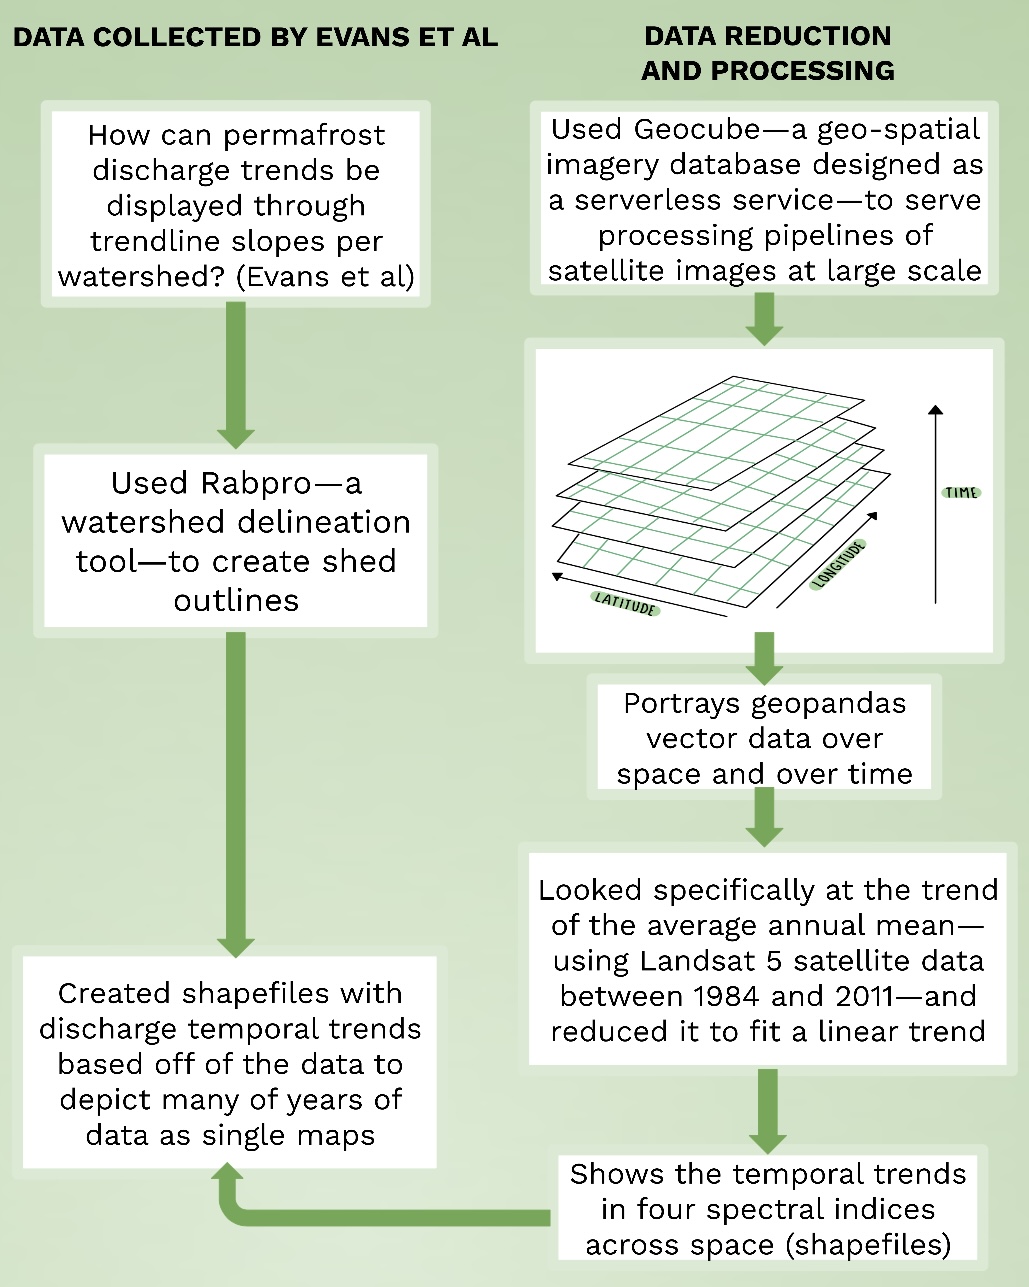 DATA COLLECTED BY EVANS ET AL
How can permafrost
discharge trends be
displayed through
trendline slopes per
watershed? (Evans et al)
Used Rabpro—a
watershed delineation
tool—to create shed
outlines
Created shapefiles with
discharge temporal trends
based off of the data to
depict many of years of
data as single maps
DATA REDUCTION
AND PROCESSING
Used Geocube—a geo-spatial
imagery database designed as
a serverless service—to serve
processing pipelines of
satellite images at large scale
TIME
LONGITUDE
LATITUDE
Portrays geopandas
vector data over
space and over time
Looked specifically at the trend
of the average annual mean—
using Landsat 5 satellite data
between 1984 and 2011—and
reduced it to fit a linear trend
Shows the temporal trends
in four spectral indices
across space (shapefiles)